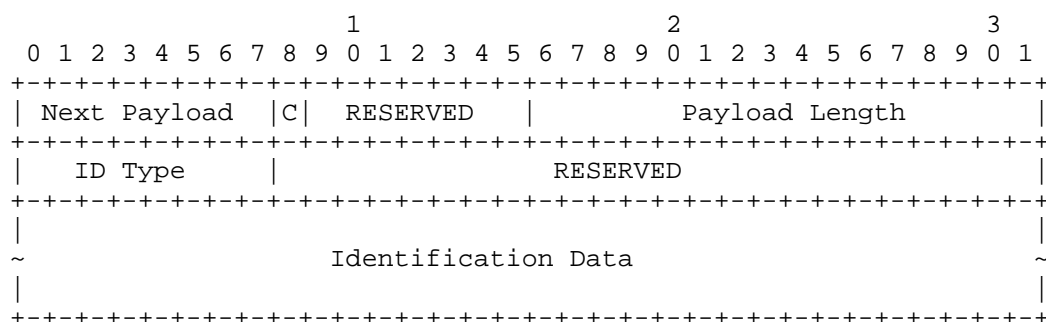 1                   2                   3
 0 1 2 3 4 5 6 7 8 9 0 1 2 3 4 5 6 7 8 9 0 1 2 3 4 5 6 7 8 9 0 1
+-+-+-+-+-+-+-+-+-+-+-+-+-+-+-+-+-+-+-+-+-+-+-+-+-+-+-+-+-+-+-+-+
| Next Payload  |C|  RESERVED   |         Payload Length        |
+-+-+-+-+-+-+-+-+-+-+-+-+-+-+-+-+-+-+-+-+-+-+-+-+-+-+-+-+-+-+-+-+
|   ID Type     |                 RESERVED                      |
+-+-+-+-+-+-+-+-+-+-+-+-+-+-+-+-+-+-+-+-+-+-+-+-+-+-+-+-+-+-+-+-+
|                                                               |
~                   Identification Data                         ~
|                                                               |
+-+-+-+-+-+-+-+-+-+-+-+-+-+-+-+-+-+-+-+-+-+-+-+-+-+-+-+-+-+-+-+-+